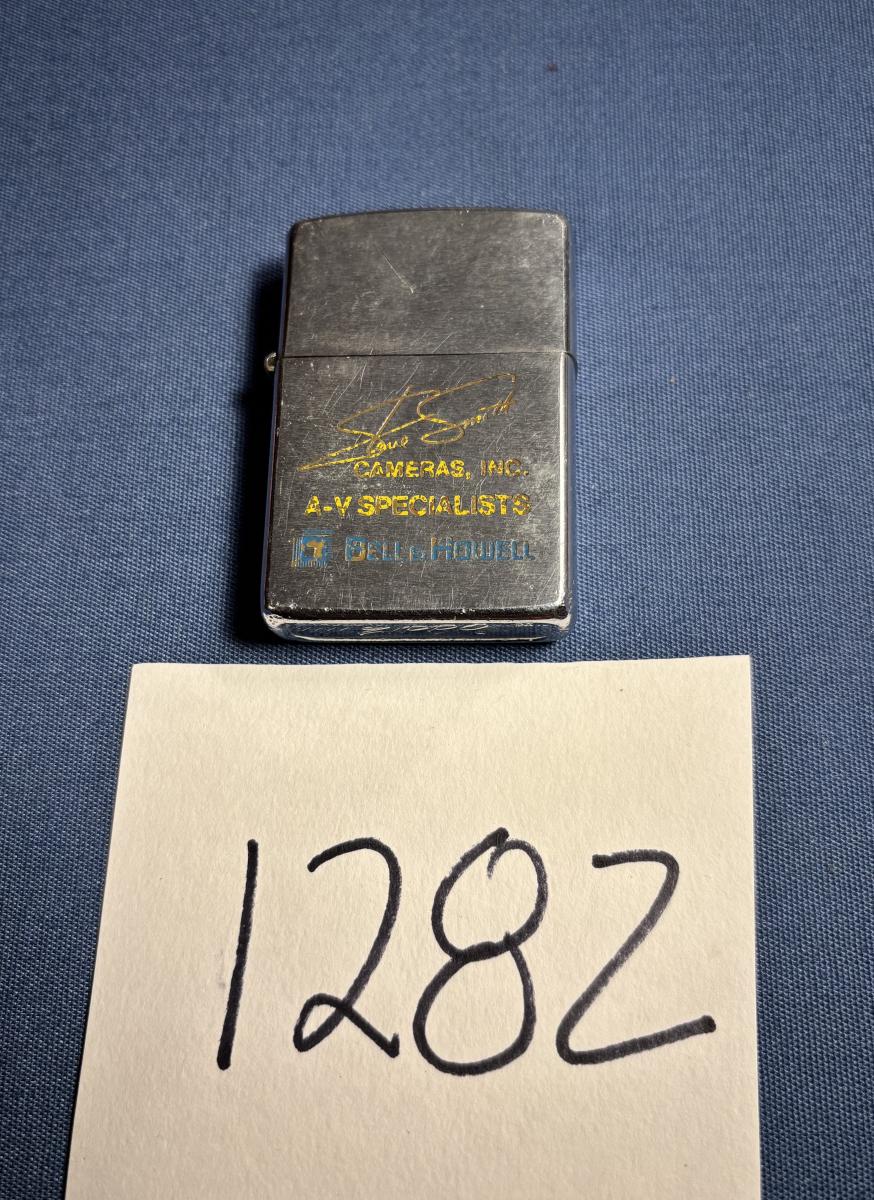 Steve Smith
CAMERAS, INC.
A-V SPECIALISTS
BELL & HOWELL
1282